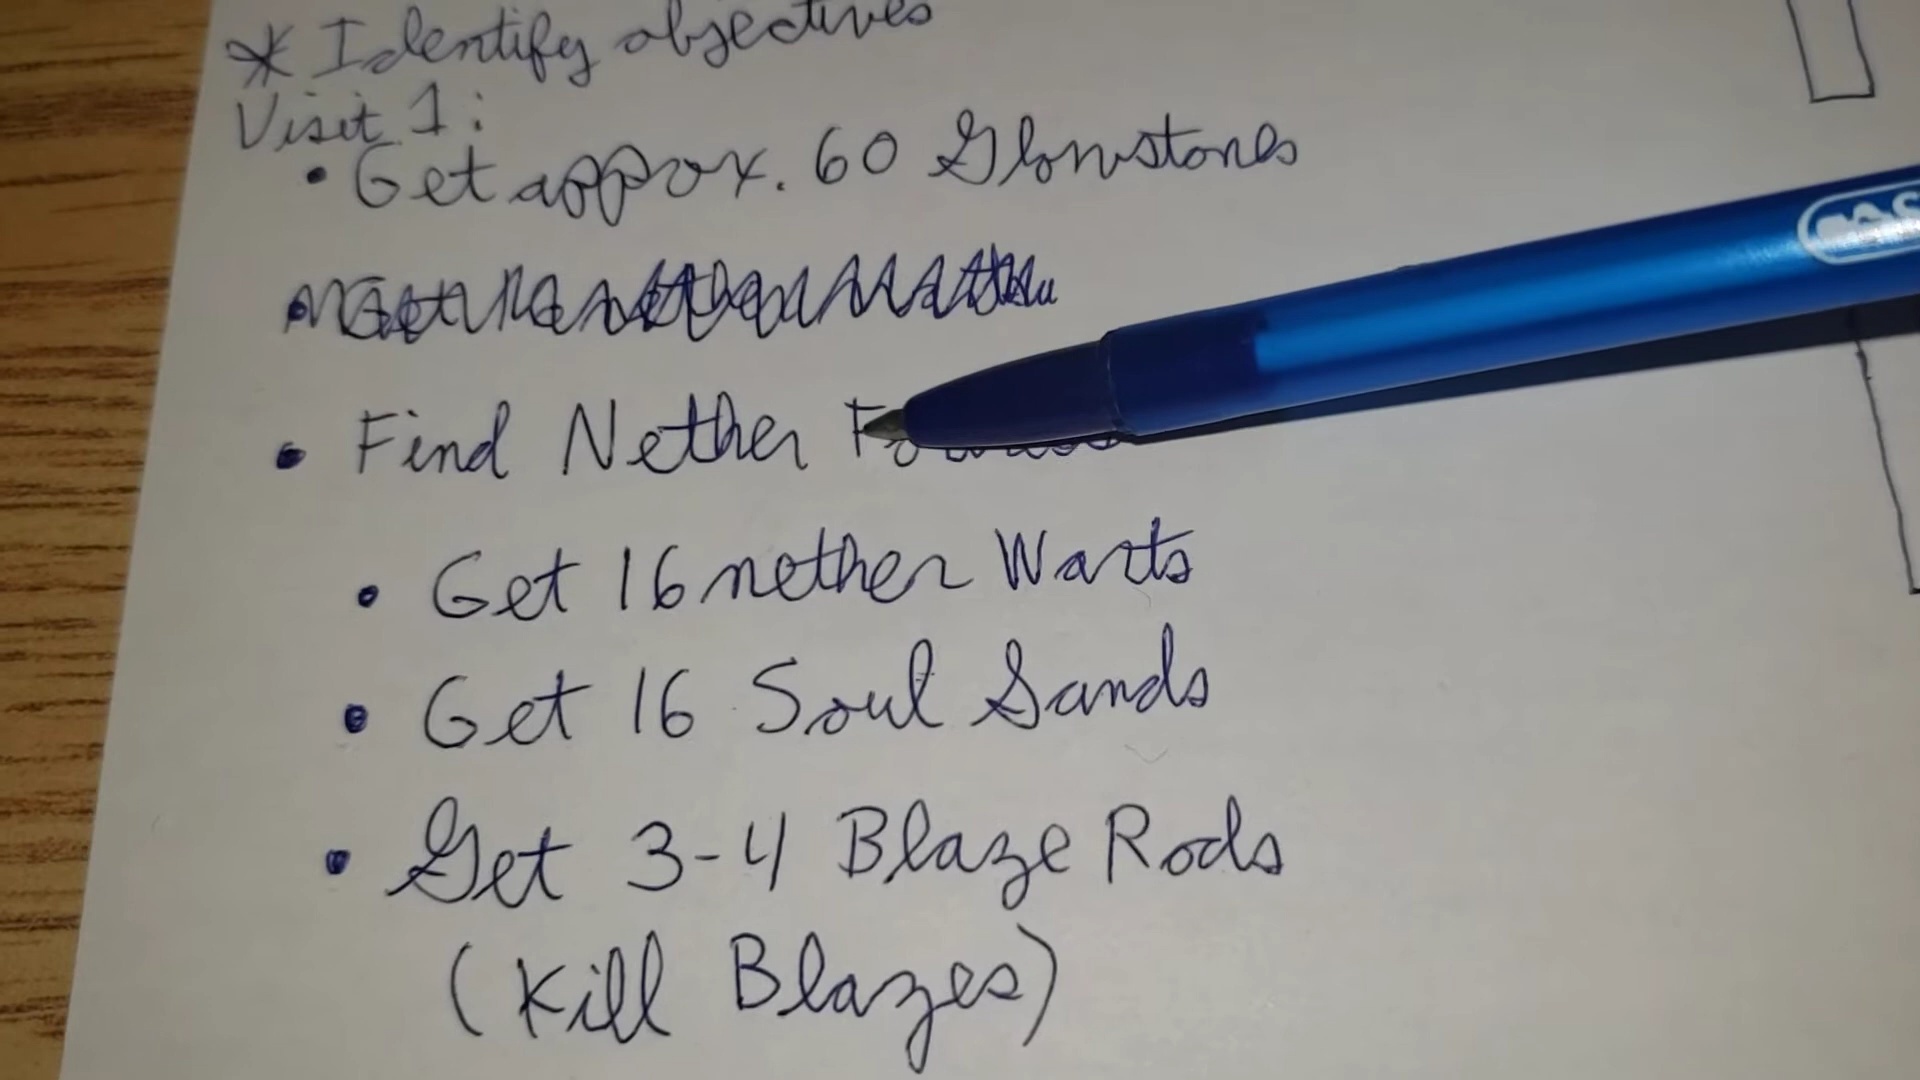 * Identify objectives
Visit 1:
• Get approx. 60 Glowstones
• Find Nether
• Get 16 nether Warts
• Get 16 Soul Sands
• Get 3-4 Blaze Rods
(Kill Blazes)